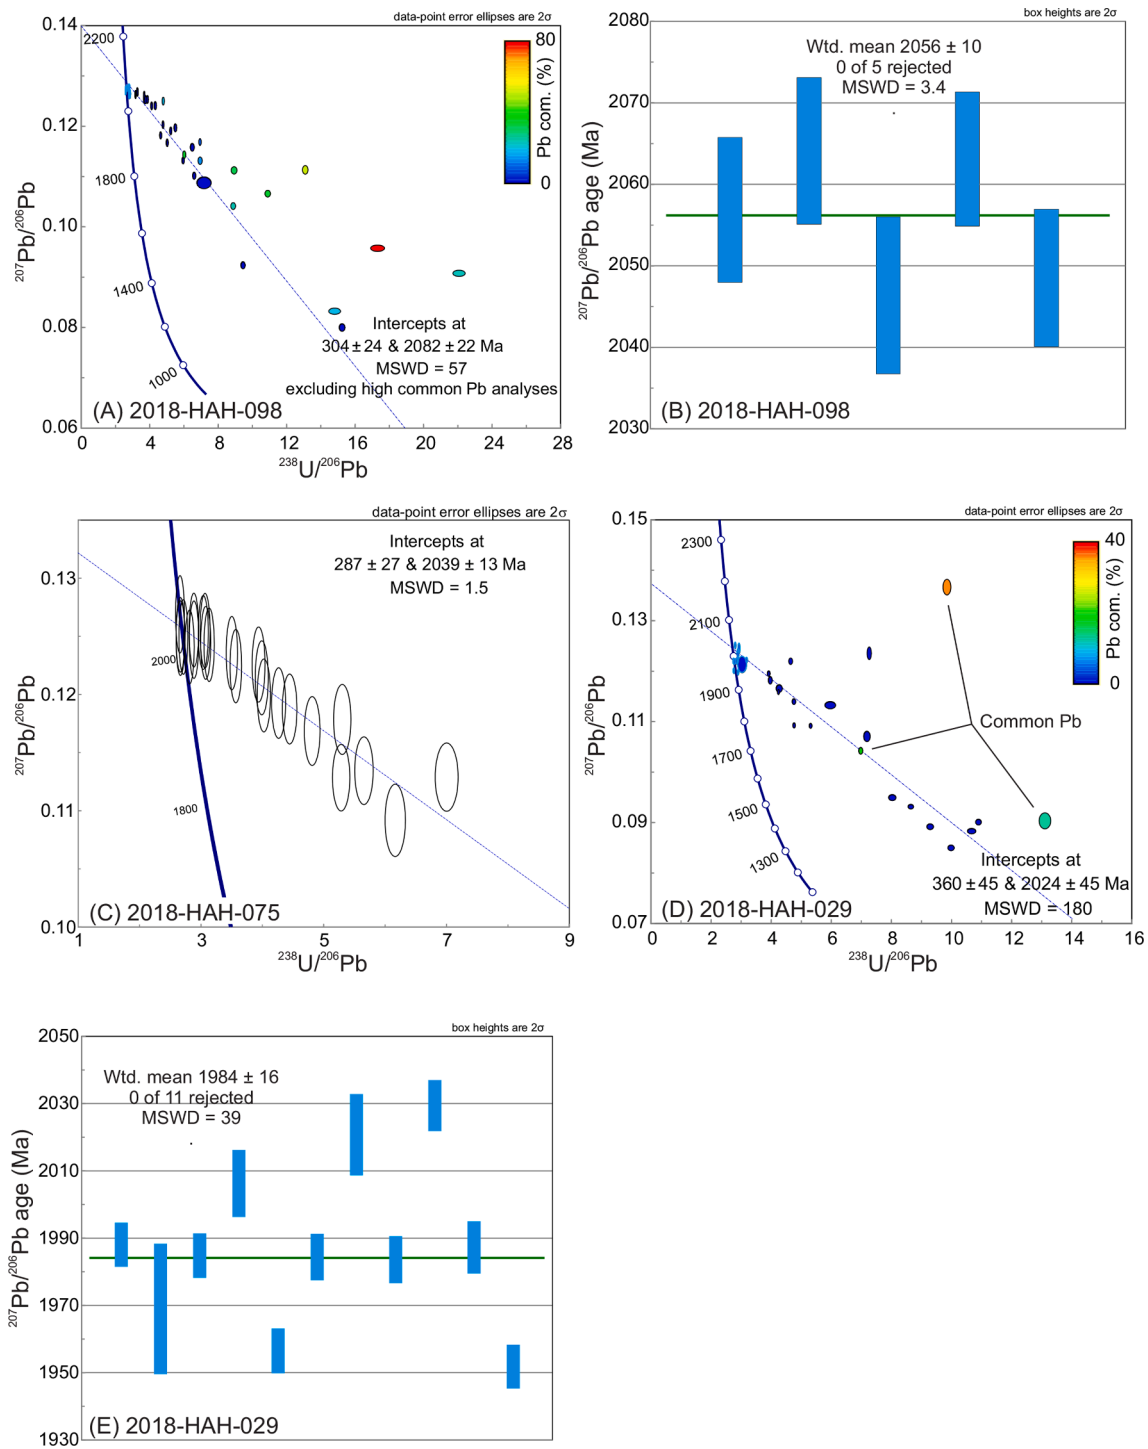 data-point error ellipses are 2σ
0.14
0.12
0.10
0.08
0.06
207Pb/206Pb
2200
1800
1400
1000
80
0
Pb com. (%)
Intercepts at
304 ± 24 & 2082 ± 22 Ma
MSWD = 57
excluding high common Pb analyses
(A) 2018-HAH-098
0 4 8 12 16 20 24 28
238U/206Pb
box heights are 2σ
2080
2070
2060
2050
2040
2030
207Pb/206Pb age (Ma)
Wtd. mean 2056 ± 10
0 of 5 rejected
MSWD = 3.4
(B) 2018-HAH-098
data-point error ellipses are 2σ
0.13
0.12
0.11
0.10
207Pb/206Pb
Intercepts at
287 ± 27 & 2039 ± 13 Ma
MSWD = 1.5
2000
1800
(C) 2018-HAH-075
1 3 5 7 9
238U/206Pb
data-point error ellipses are 2σ
0.15
0.13
0.11
0.09
0.07
207Pb/206Pb
2300
2100
1900
1700
1500
1300
40
0
Pb com. (%)
Common Pb
Intercepts at
360 ± 45 & 2024 ± 45 Ma
MSWD = 180
(D) 2018-HAH-029
0 2 4 6 8 10 12 14 16
238U/206Pb
box heights are 2σ
2050
2030
2010
1990
1970
1950
1930
207Pb/206Pb age (Ma)
Wtd. mean 1984 ± 16
0 of 11 rejected
MSWD = 39
(E) 2018-HAH-029